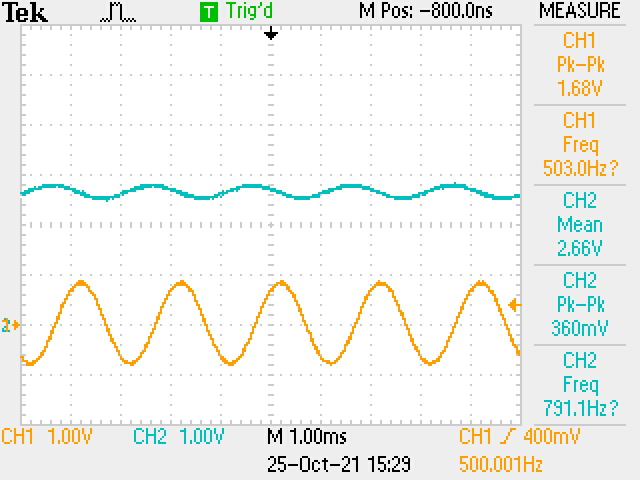 Tek T Trig'd M Pos: -800.0ns MEASURE
CH1
Pk-Pk
1.68V
CH1
Freq
503.0Hz?
CH2
Mean
2.66V
CH2
Pk-Pk
360mV
CH2
Freq
791.1Hz?
CH1 1.00V CH2 1.00V M 1.00ms CH1 400mV
25-Oct-21 15:29 500.001Hz